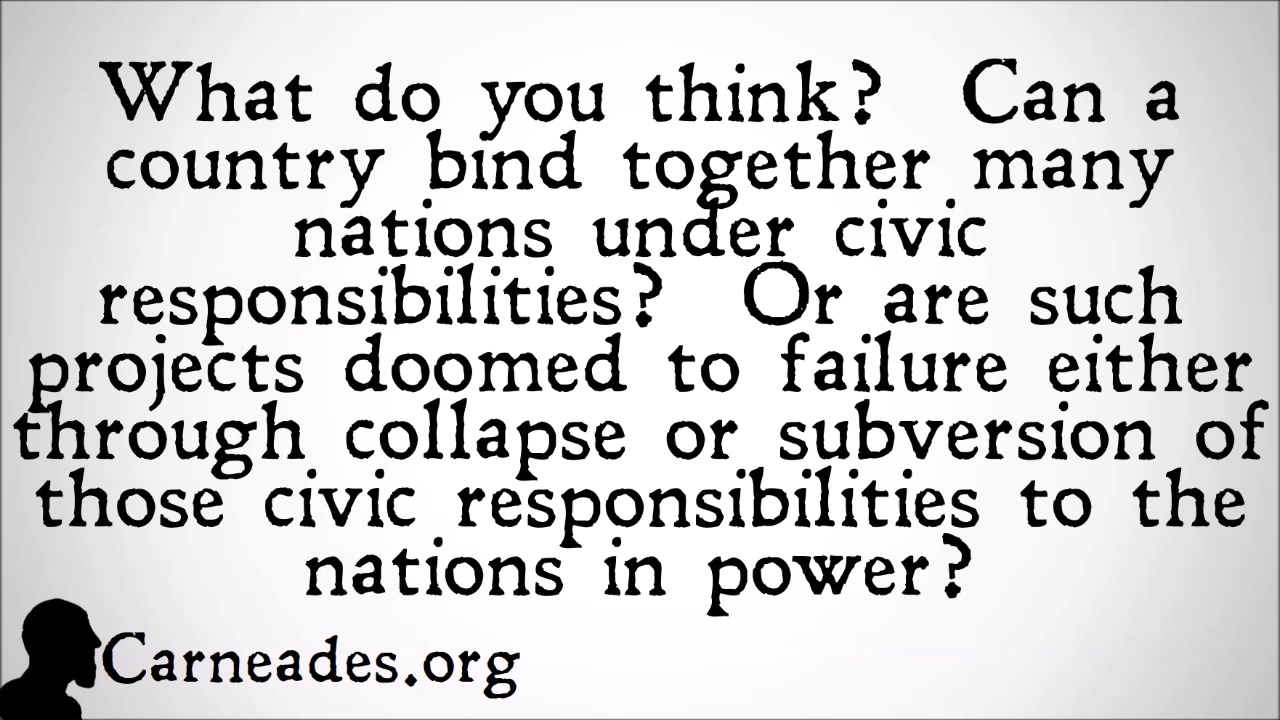 What do you think? Can a
country bind together many
nations under civic
responsibilities? Or are such
projects doomed to failure either
through collapse or subversion of
those civic responsibilities to the
nations in power?
Carneades.org